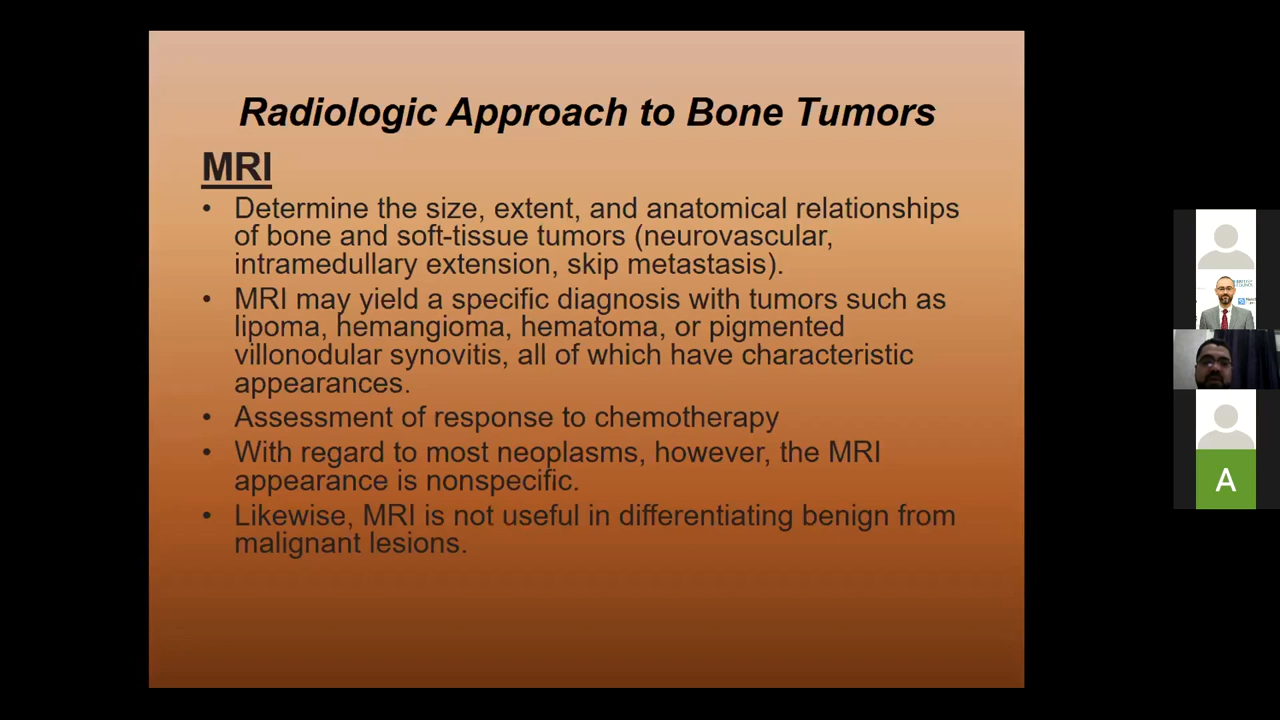 Radiologic Approach to Bone Tumors
MRI
• Determine the size, extent, and anatomical relationships
of bone and soft-tissue tumors (neurovascular,
intramedullary extension, skip metastasis).
• MRI may yield a specific diagnosis with tumors such as
lipoma, hemangioma, hematoma, or pigmented
villonodular synovitis, all of which have characteristic
appearances.
• Assessment of response to chemotherapy
• With regard to most neoplasms, however, the MRI
appearance is nonspecific.
• Likewise, MRI is not useful in differentiating benign from
malignant lesions.
A